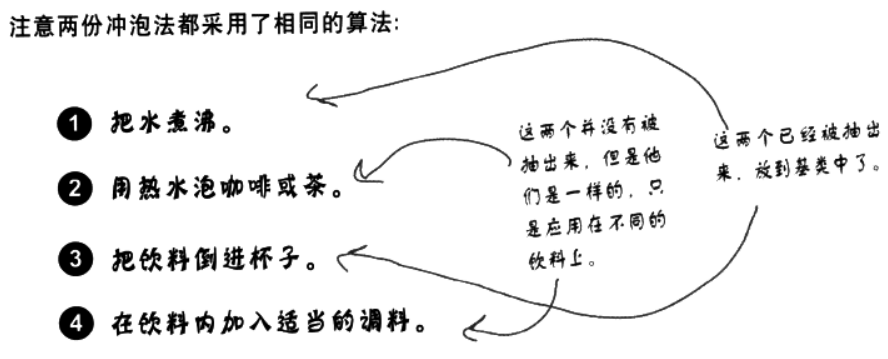 注意两份冲泡法都采用了相同的算法:
1 把水煮沸。
2 用热水泡咖啡或茶。
3 把饮料倒进杯子。
4 在饮料内加入适当的调料。
这两个并没有被
抽出来，但是他
们是一样的，只
是应用在不同的
饮料上。
这两个已经被抽出
来，放到基类中了。